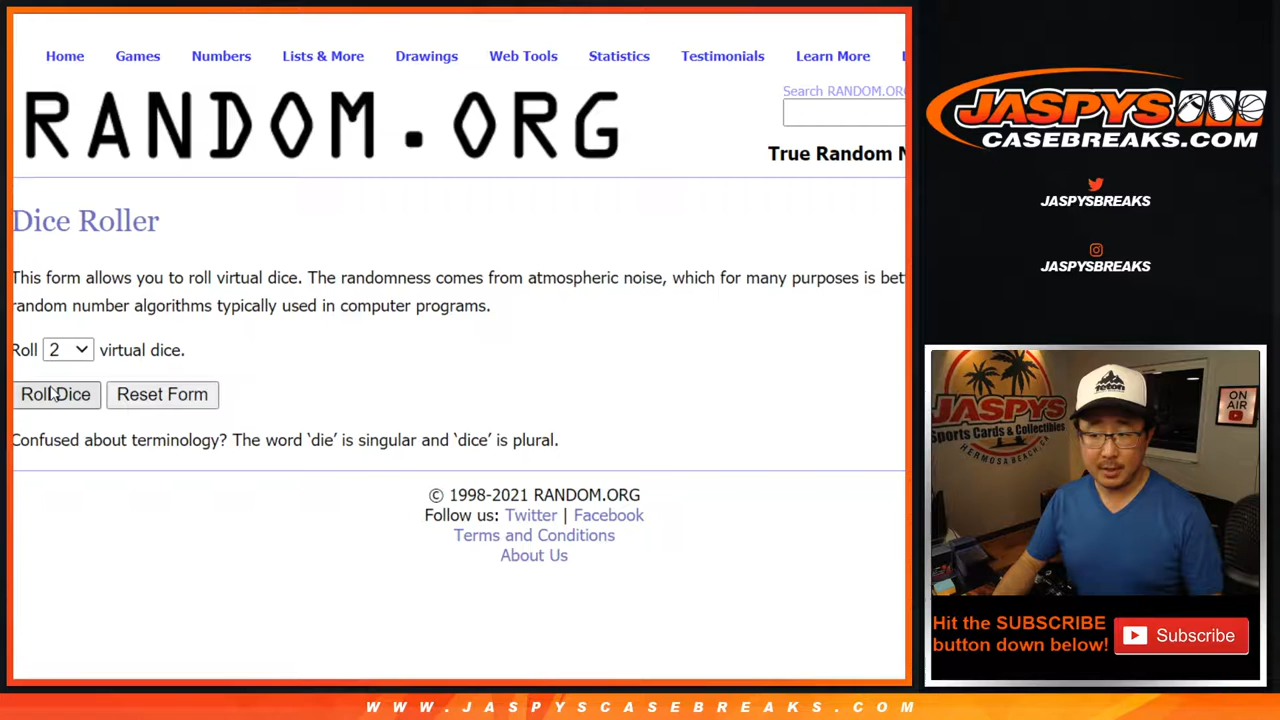 Home Games Numbers Lists & More Drawings Web Tools Statistics Testimonials Learn More
RANDOM.ORG
Search RANDOM.ORG
True Random N
Dice Roller
This form allows you to roll virtual dice. The randomness comes from atmospheric noise, which for many purposes is bet
random number algorithms typically used in computer programs.
Roll 2 virtual dice.
Roll Dice Reset Form
Confused about terminology? The word ‘die’ is singular and ‘dice’ is plural.
© 1998-2021 RANDOM.ORG
Follow us: Twitter | Facebook
Terms and Conditions
About Us
JASPYS
CASEBREAKS.COM
JASPYSBREAKS
JASPYSBREAKS
JASPYS
Sports Cards & Collectibles
HERMOSA BEACH, CA
TETON
ON
AIR
Hit the SUBSCRIBE
button down below!
Subscribe
WWW.JASPYSCASEBREAKS.COM